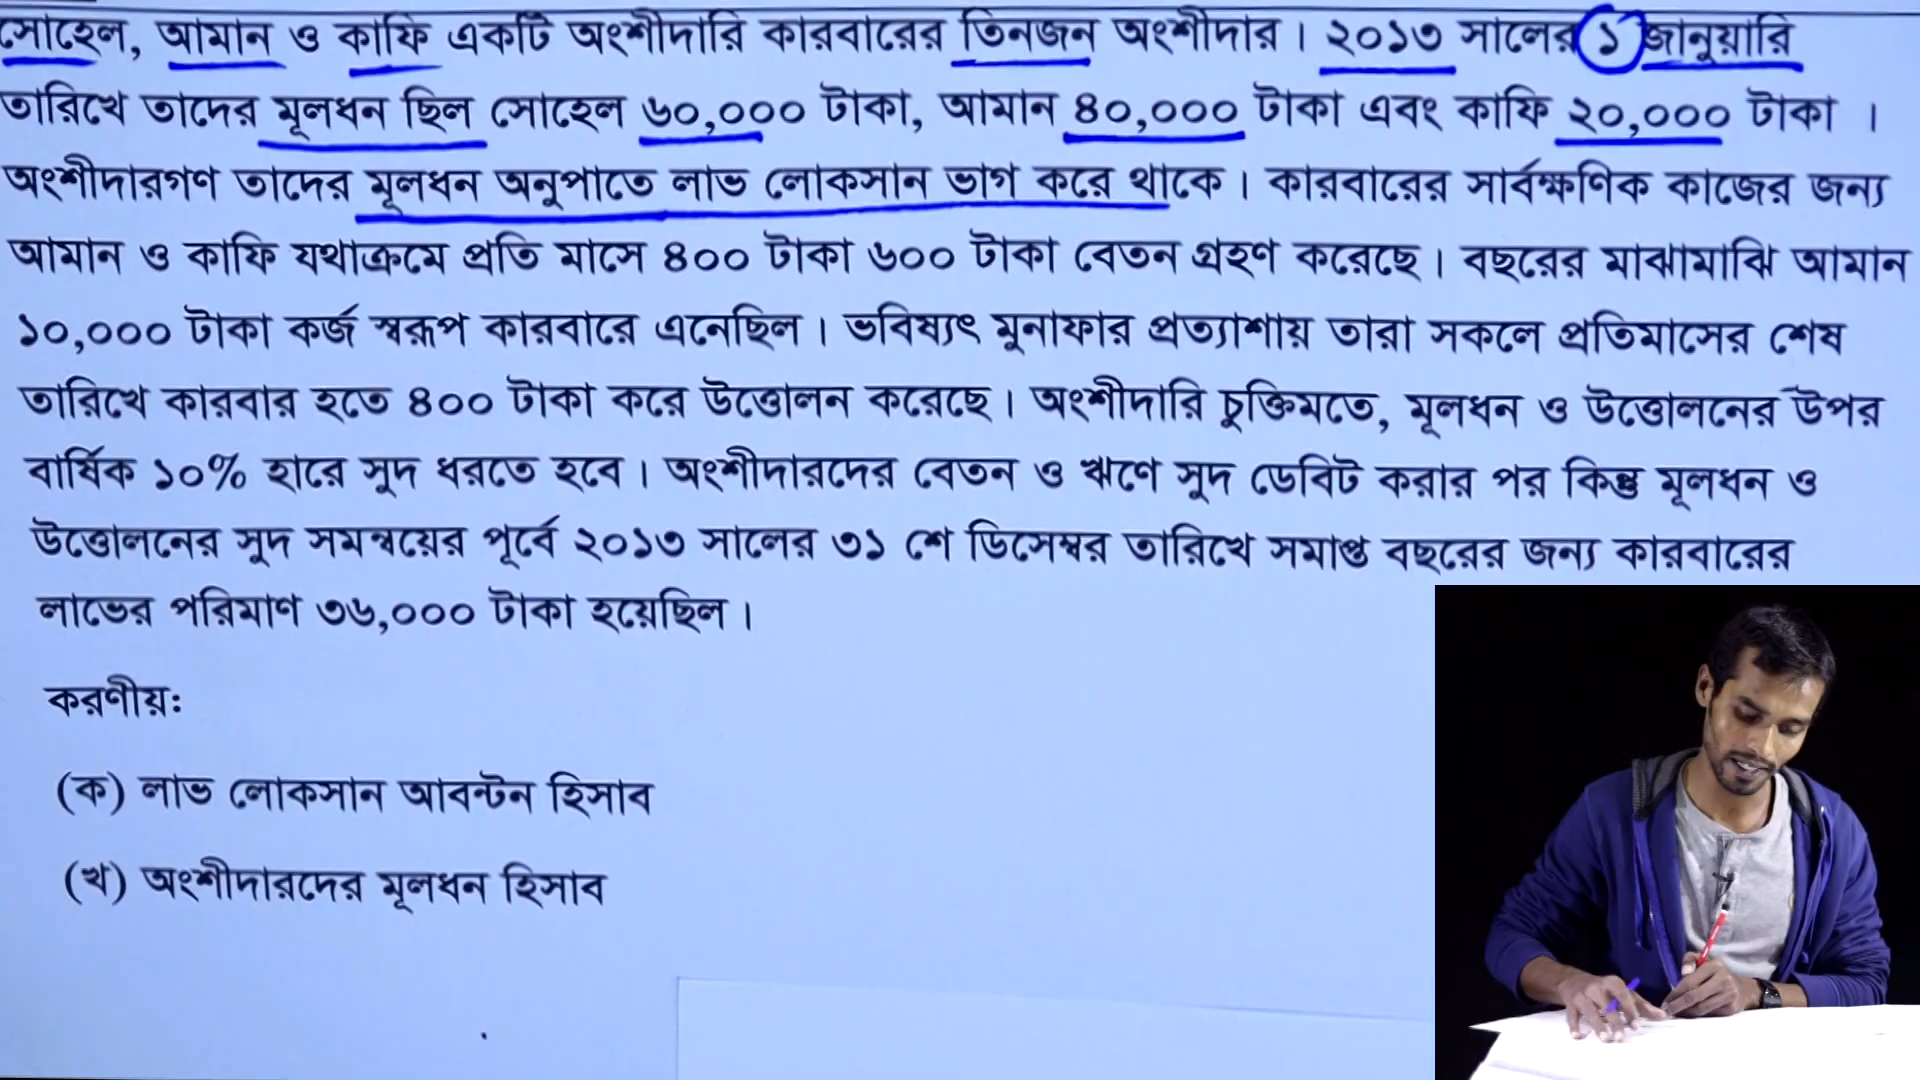 সোহেল, আমান ও কাফি একটি অংশীদারি কারবারের তিনজন অংশীদার। ২০১৩ সালের ১ জানুয়ারি
তারিখে তাদের মূলধন ছিল সোহেল ৬০,০০০ টাকা, আমান ৪০,০০০ টাকা এবং কাফি ২০,০০০ টাকা ।
অংশীদারগণ তাদের মূলধন অনুপাতে লাভ লোকসান ভাগ করে থাকে। কারবারের সার্বক্ষণিক কাজের জন্য
আমান ও কাফি যথাক্রমে প্রতি মাসে ৪০০ টাকা ৬০০ টাকা বেতন গ্রহণ করেছে। বছরের মাঝামাঝি আমান
১০,০০০ টাকা কর্জ স্বরূপ কারবারে এনেছিল। ভবিষ্যৎ মুনাফার প্রত্যাশায় তারা সকলে প্রতিমাসের শেষ
তারিখে কারবার হতে ৪০০ টাকা করে উত্তোলন করেছে। অংশীদারি চুক্তিমতে, মূলধন ও উত্তোলনের উপর
বার্ষিক ১০% হারে সুদ ধরতে হবে। অংশীদারদের বেতন ও ঋণে সুদ ডেবিট করার পর কিন্তু মূলধন ও
উত্তোলনের সুদ সমন্বয়ের পূর্বে ২০১৩ সালের ৩১ শে ডিসেম্বর তারিখে সমাপ্ত বছরের জন্য কারবারের
লাভের পরিমাণ ৩৬,০০০ টাকা হয়েছিল।
করণীয়ঃ
(ক) লাভ লোকসান আবন্টন হিসাব
(খ) অংশীদারদের মূলধন হিসাব